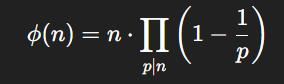 ϕ(n) = n · ∏_{p|n} (1 − 1/p)